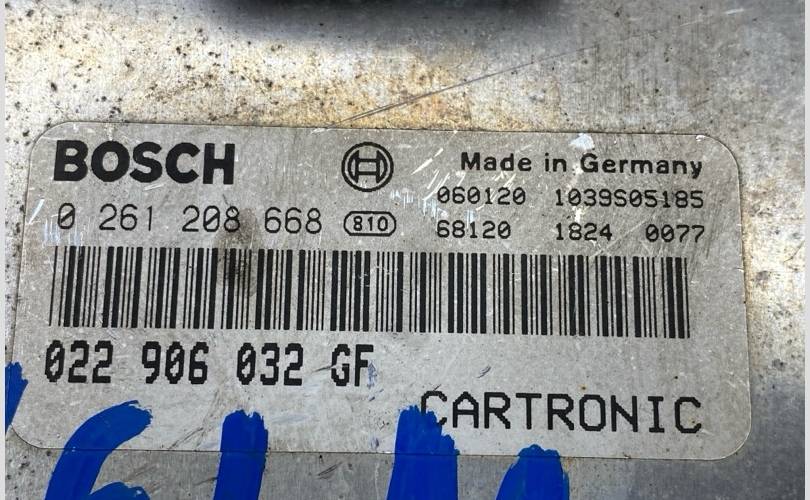 BOSCH Made in Germany
060120 1039S05185
0 261 208 668 810 68120 1824 0077
022 906 032 GF
CARTRONIC